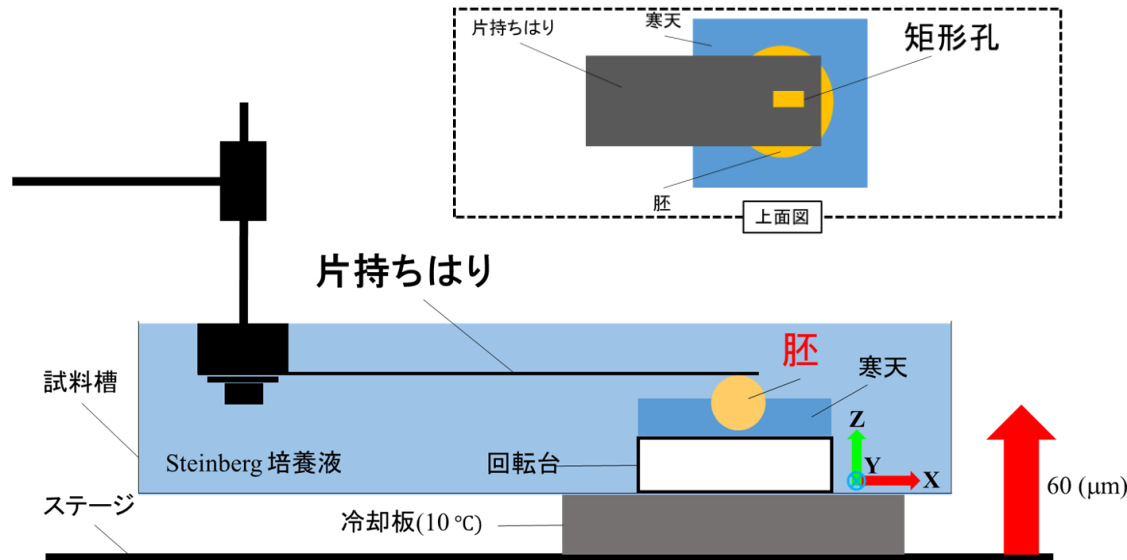 片持ちはり
寒天
矩形孔
胚
上面図
片持ちはり
胚
寒天
試料槽
Steinberg 培養液
回転台
Z
Y
X
60 (μm)
ステージ
冷却板(10 ℃)